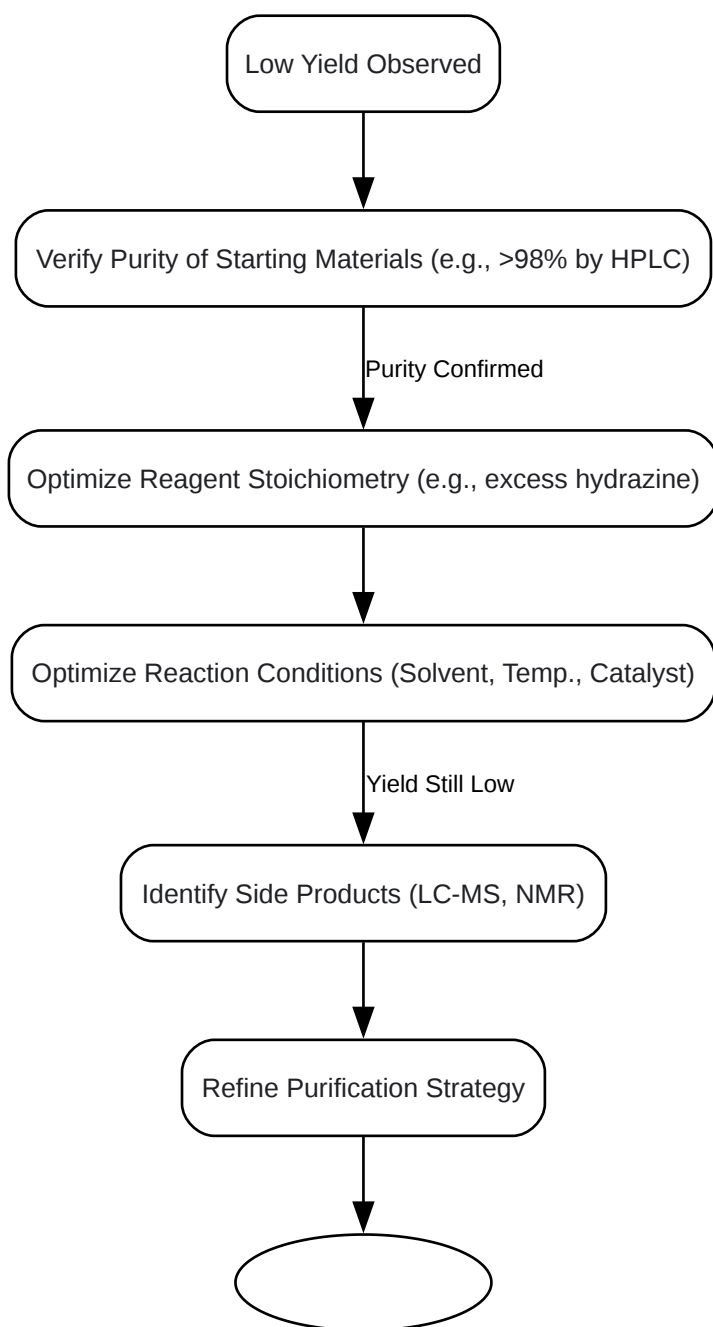 Low Yield Observed
Verify Purity of Starting Materials (e.g., >98% by HPLC)
Purity Confirmed
Optimize Reagent Stoichiometry (e.g., excess hydrazine)
Optimize Reaction Conditions (Solvent, Temp., Catalyst)
Yield Still Low
Identify Side Products (LC-MS, NMR)
Refine Purification Strategy